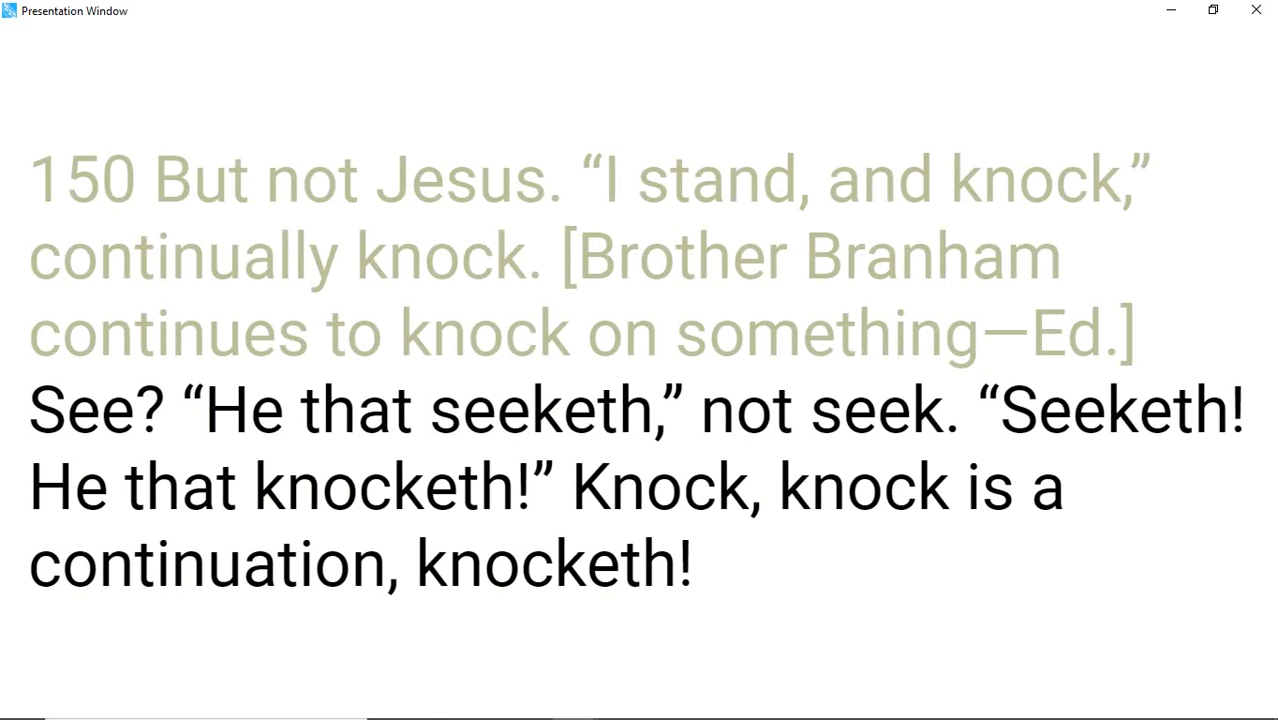 Presentation Window
150 But not Jesus. “I stand, and knock,”
continually knock. [Brother Branham
continues to knock on something—Ed.]
See? “He that seeketh,” not seek. “Seeketh!
He that knocketh!” Knock, knock is a
continuation, knocketh!